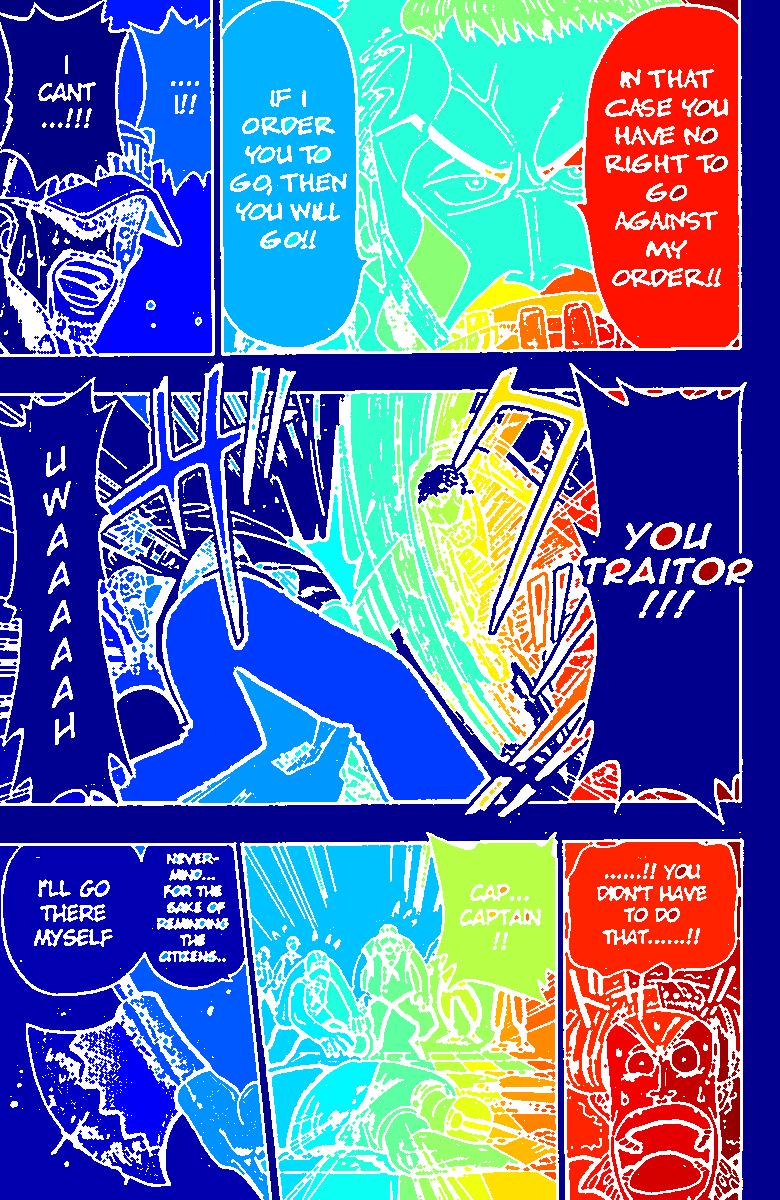 IN THAT
CASE YOU
HAVE NO
RIGHT TO
GO
AGAINST
MY
ORDER!!
IF I
ORDER
YOU TO
GO, THEN
YOU WILL
GO!!
....
I!!
I
CANT
...!!!
YOU
TRAITOR
!!!
UWAAAAAAH
......!! YOU
DIDN'T HAVE
TO DO
THAT......!!
CAP...
CAPTAIN
!!
NEVER-
MIND...
FOR THE
SAKE OF
REMINDING
THE
CITIZENS..
I'LL GO
THERE
MYSELF